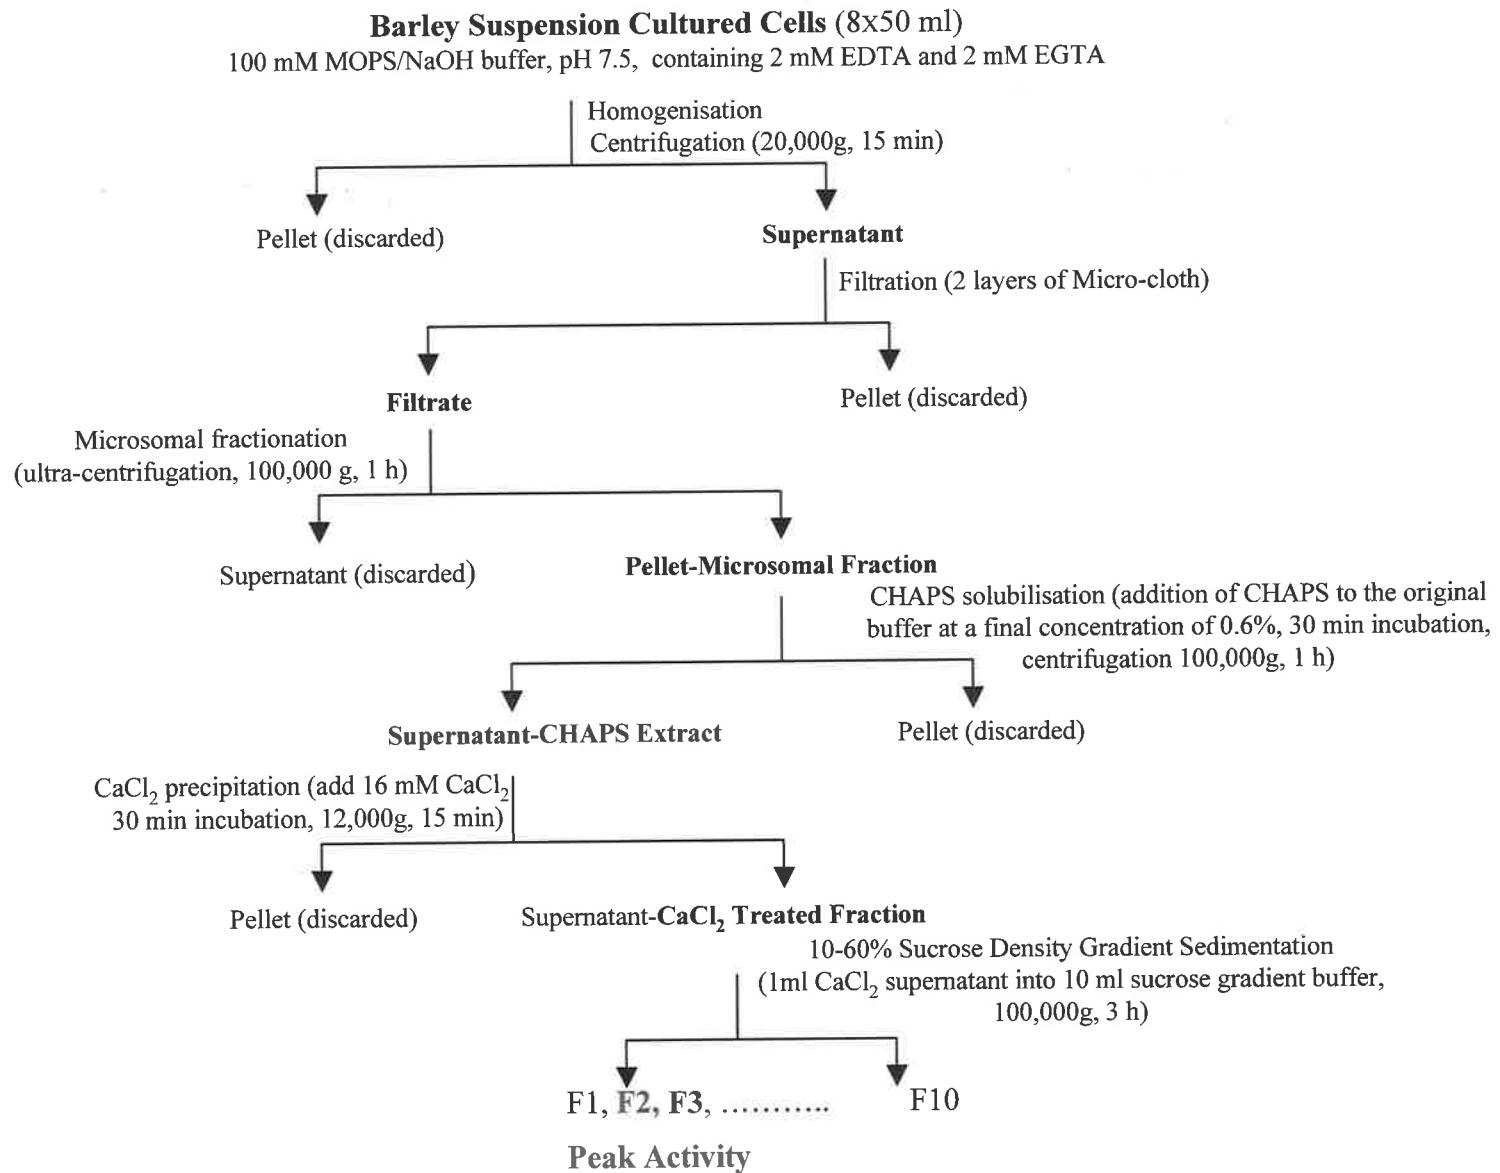 Barley Suspension Cultured Cells (8x50 ml)
100 mM MOPS/NaOH buffer, pH 7.5, containing 2 mM EDTA and 2 mM EGTA
Homogenisation
Centrifugation (20,000g, 15 min)
Pellet (discarded)
Supernatant
Filtration (2 layers of Micro-cloth)
Filtrate
Pellet (discarded)
Microsomal fractionation
(ultra-centrifugation, 100,000 g, 1 h)
Supernatant (discarded)
Pellet-Microsomal Fraction
CHAPS solubilisation (addition of CHAPS to the original
buffer at a final concentration of 0.6%, 30 min incubation,
centrifugation 100,000g, 1 h)
Supernatant-CHAPS Extract
Pellet (discarded)
CaCl₂ precipitation (add 16 mM CaCl₂
30 min incubation, 12,000g, 15 min)
Pellet (discarded)
Supernatant-CaCl₂ Treated Fraction
10-60% Sucrose Density Gradient Sedimentation
(1ml CaCl₂ supernatant into 10 ml sucrose gradient buffer,
100,000g, 3 h)
F1, F2, F3, ........... F10
Peak Activity